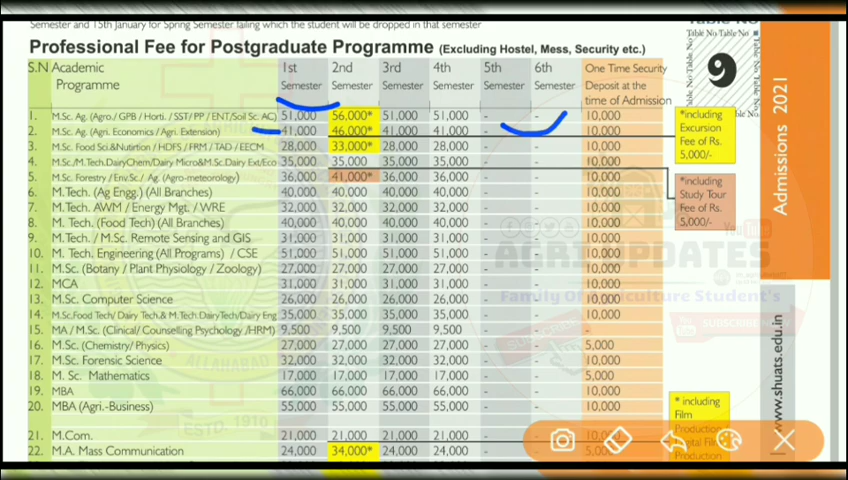 Semester and 15th January for Spring Semester failing which the student will be dropped in that semester
Table No
Professional Fee for Postgraduate Programme (Excluding Hostel, Mess, Security etc.)
9
S.N Academic Programme 1st Semester 2nd Semester 3rd Semester 4th Semester 5th Semester 6th Semester One Time Security Deposit at the time of Admission
1. M.Sc. Ag. (Agro./ GPB / Horti. / SST/ PP / ENT/Soil Sc. AC) 51,000 56,000* 51,000 51,000 - - 10,000
2. M.Sc. Ag. (Agri. Economics / Agri. Extension) 41,000 46,000* 41,000 41,000 - - 10,000
3. M.Sc. Food Sci.&Nutrition / HDFS / FRM / TAD / EECM 28,000 33,000* 28,000 28,000 - - 10,000
4. M.Sc./M.Tech.DairyChem/ Dairy Micro&M.Sc.Dairy Ext/Eco 35,000 35,000 35,000 35,000 - - 10,000
5. M.Sc. Forestry / Env.Sc./ Ag. (Agro-meteorology) 36,000 41,000* 36,000 36,000 - - 10,000
6. M.Tech. (Ag Engg.) (All Branches) 40,000 40,000 40,000 40,000 - - 10,000
7. M.Tech. AWM / Energy Mgt. / WRE 32,000 32,000 32,000 32,000 - - 10,000
8. M. Tech. (Food Tech) (All Branches) 40,000 40,000 40,000 40,000 - - 10,000
9. M.Tech. / M.Sc. Remote Sensing and GIS 31,000 31,000 31,000 31,000 - - 10,000
10. M.Tech. Engineering (All Programs) / CSE 51,000 51,000 51,000 51,000 - - 10,000
11. M.Sc. (Botany / Plant Physiology / Zoology) 27,000 27,000 27,000 27,000 - - 10,000
12. MCA 31,000 31,000 31,000 31,000 - - 10,000
13. M.Sc. Computer Science 26,000 26,000 26,000 26,000 - - 10,000
14. M.Sc.Food Tech/ Dairy Tech.& M.Tech.DairyTech/Dairy Eng 35,000 35,000 35,000 35,000 - - 10,000
15. MA / M.Sc. (Clinical/ Counselling Psychology /HRM) 9,500 9,500 9,500 9,500 - - -
16. M.Sc. (Chemistry/ Physics) 27,000 27,000 27,000 27,000 - - 5,000
17. M.Sc. Forensic Science 32,000 32,000 32,000 32,000 - - 10,000
18. M. Sc. Mathematics 17,000 17,000 17,000 17,000 - - 5,000
19. MBA 66,000 66,000 66,000 66,000 - - 10,000
20. MBA (Agri.-Business) 55,000 55,000 55,000 55,000 - - 10,000
21. M.Com. 21,000 21,000 21,000 21,000 - -
22. M.A. Mass Communication 24,000 34,000* 24,000 24,000 - -
*including
Excursion
Fee of Rs.
5,000/-
*including
Study Tour
Fee of Rs.
5,000/-
* including
Film
Admissions 2021
www.shuats.edu.in
AGRI UPDATES
Family Of Agriculture Student's
You Tube
SUBSCRIBE NOW
ALLAHABAD
ESTD. 1910